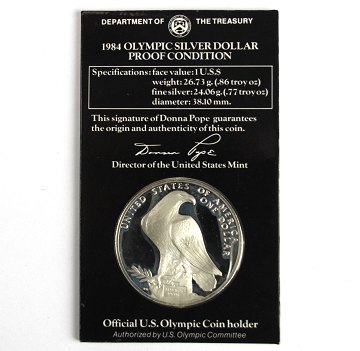 DEPARTMENT OF THE TREASURY
1984 OLYMPIC SILVER DOLLAR
PROOF CONDITION
Specifications: face value: 1 U.S.$
weight: 26.73 g. (.86 troy oz)
fine silver: 24.06 g. (.77 troy oz)
diameter: 38.10 mm.
This signature of Donna Pope guarantees
the origin and authenticity of this coin.
Donna Pope
Director of the United States Mint
UNITED STATES OF AMERICA
ONE DOLLAR
Official U.S. Olympic Coin holder
Authorized by U.S. Olympic Committee